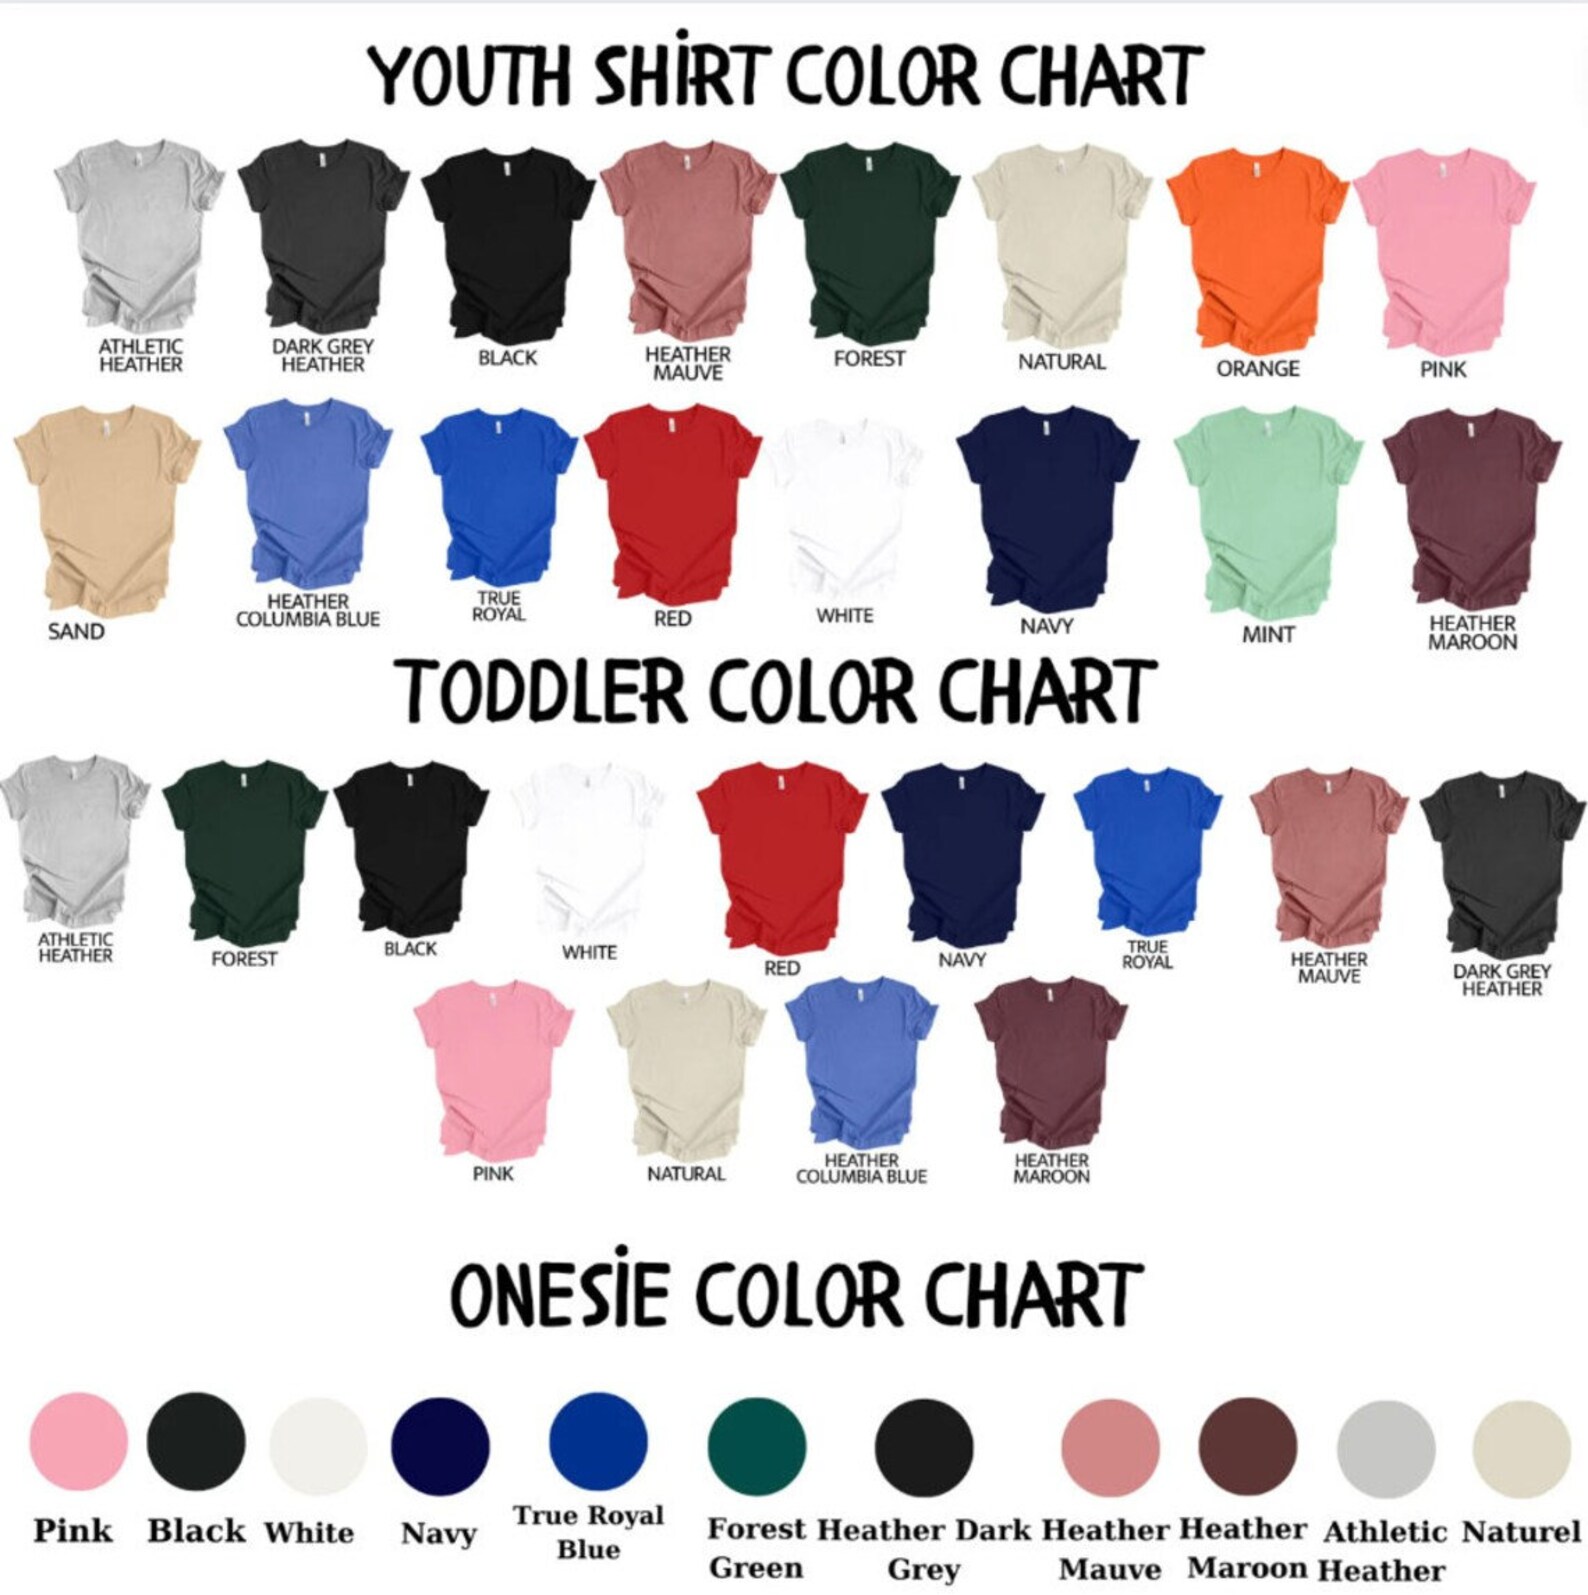 YOUTH SHIRT COLOR CHART
ATHLETIC
HEATHER
DARK GREY
HEATHER
BLACK
HEATHER
MAUVE
FOREST
NATURAL
ORANGE
PINK
SAND
HEATHER
COLUMBIA BLUE
TRUE
ROYAL
RED
WHITE
NAVY
MINT
HEATHER
MAROON
TODDLER COLOR CHART
ATHLETIC
HEATHER
FOREST
BLACK
WHITE
RED
NAVY
TRUE
ROYAL
HEATHER
MAUVE
DARK GREY
HEATHER
PINK
NATURAL
HEATHER
COLUMBIA BLUE
HEATHER
MAROON
ONESIE COLOR CHART
Pink
Black
White
Navy
True Royal
Blue
Forest
Green
Heather Dark
Grey
Heather
Mauve
Heather
Maroon
Athletic
Heather
Naturel